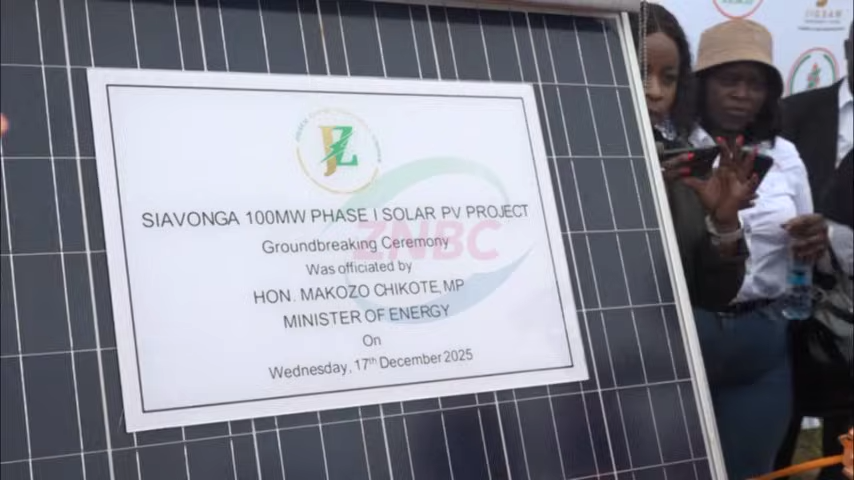 JZ
SIAVONGA 100MW PHASE I SOLAR PV PROJECT
Groundbreaking Ceremony
ZNBC
Was officiated by
HON. MAKOZO CHIKOTE, MP
MINISTER OF ENERGY
On
Wednesday, 17th December 2025